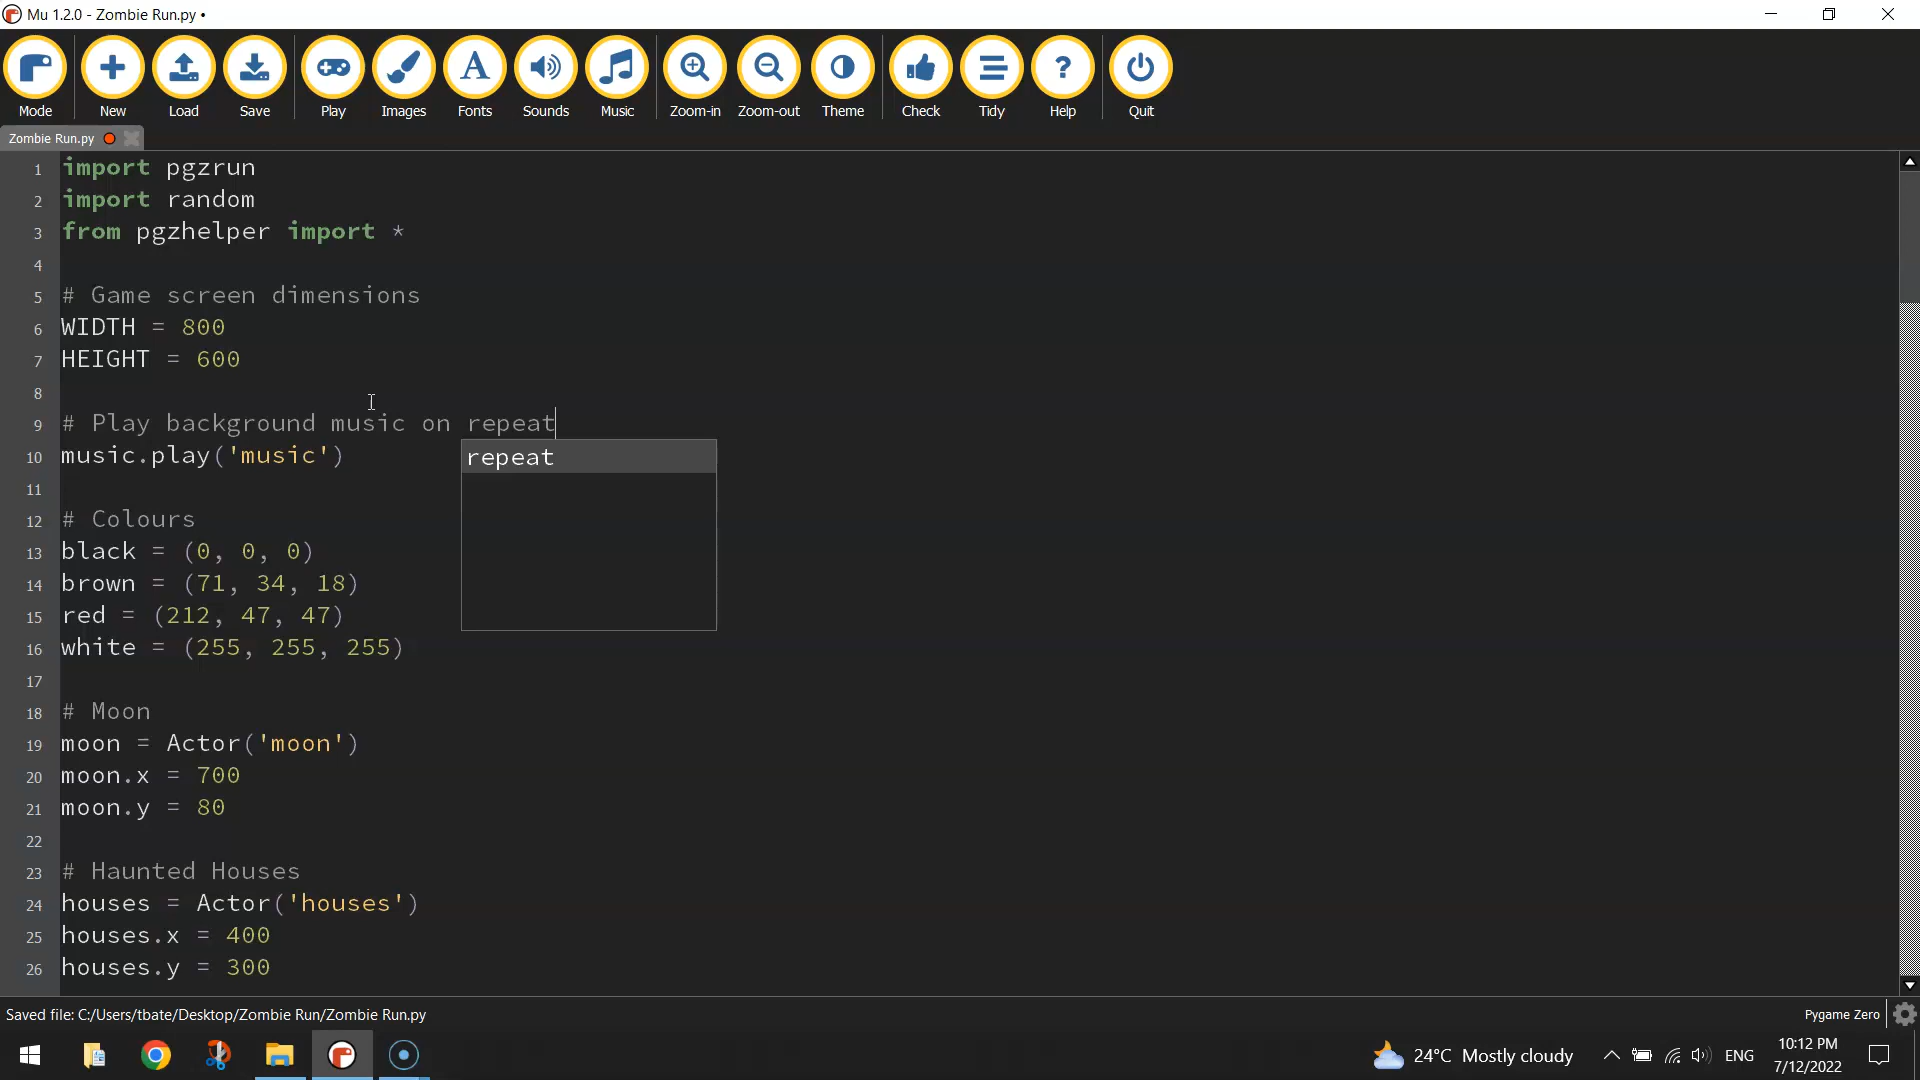 Mu 1.2.0 - Zombie Run.py •
Mode New Load Save Play Images Fonts Sounds Music Zoom-in Zoom-out Theme Check Tidy Help Quit
Zombie Run.py
1 import pgzrun
2 import random
3 from pgzhelper import *
4
5 # Game screen dimensions
6 WIDTH = 800
7 HEIGHT = 600
8
9 # Play background music on repeat
10 music.play('music')
repeat
11
12 # Colours
13 black = (0, 0, 0)
14 brown = (71, 34, 18)
15 red = (212, 47, 47)
16 white = (255, 255, 255)
17
18 # Moon
19 moon = Actor('moon')
20 moon.x = 700
21 moon.y = 80
22
23 # Haunted Houses
24 houses = Actor('houses')
25 houses.x = 400
26 houses.y = 300
Saved file: C:/Users/tbate/Desktop/Zombie Run/Zombie Run.py
Pygame Zero
24°C Mostly cloudy
ENG
10:12 PM
7/12/2022